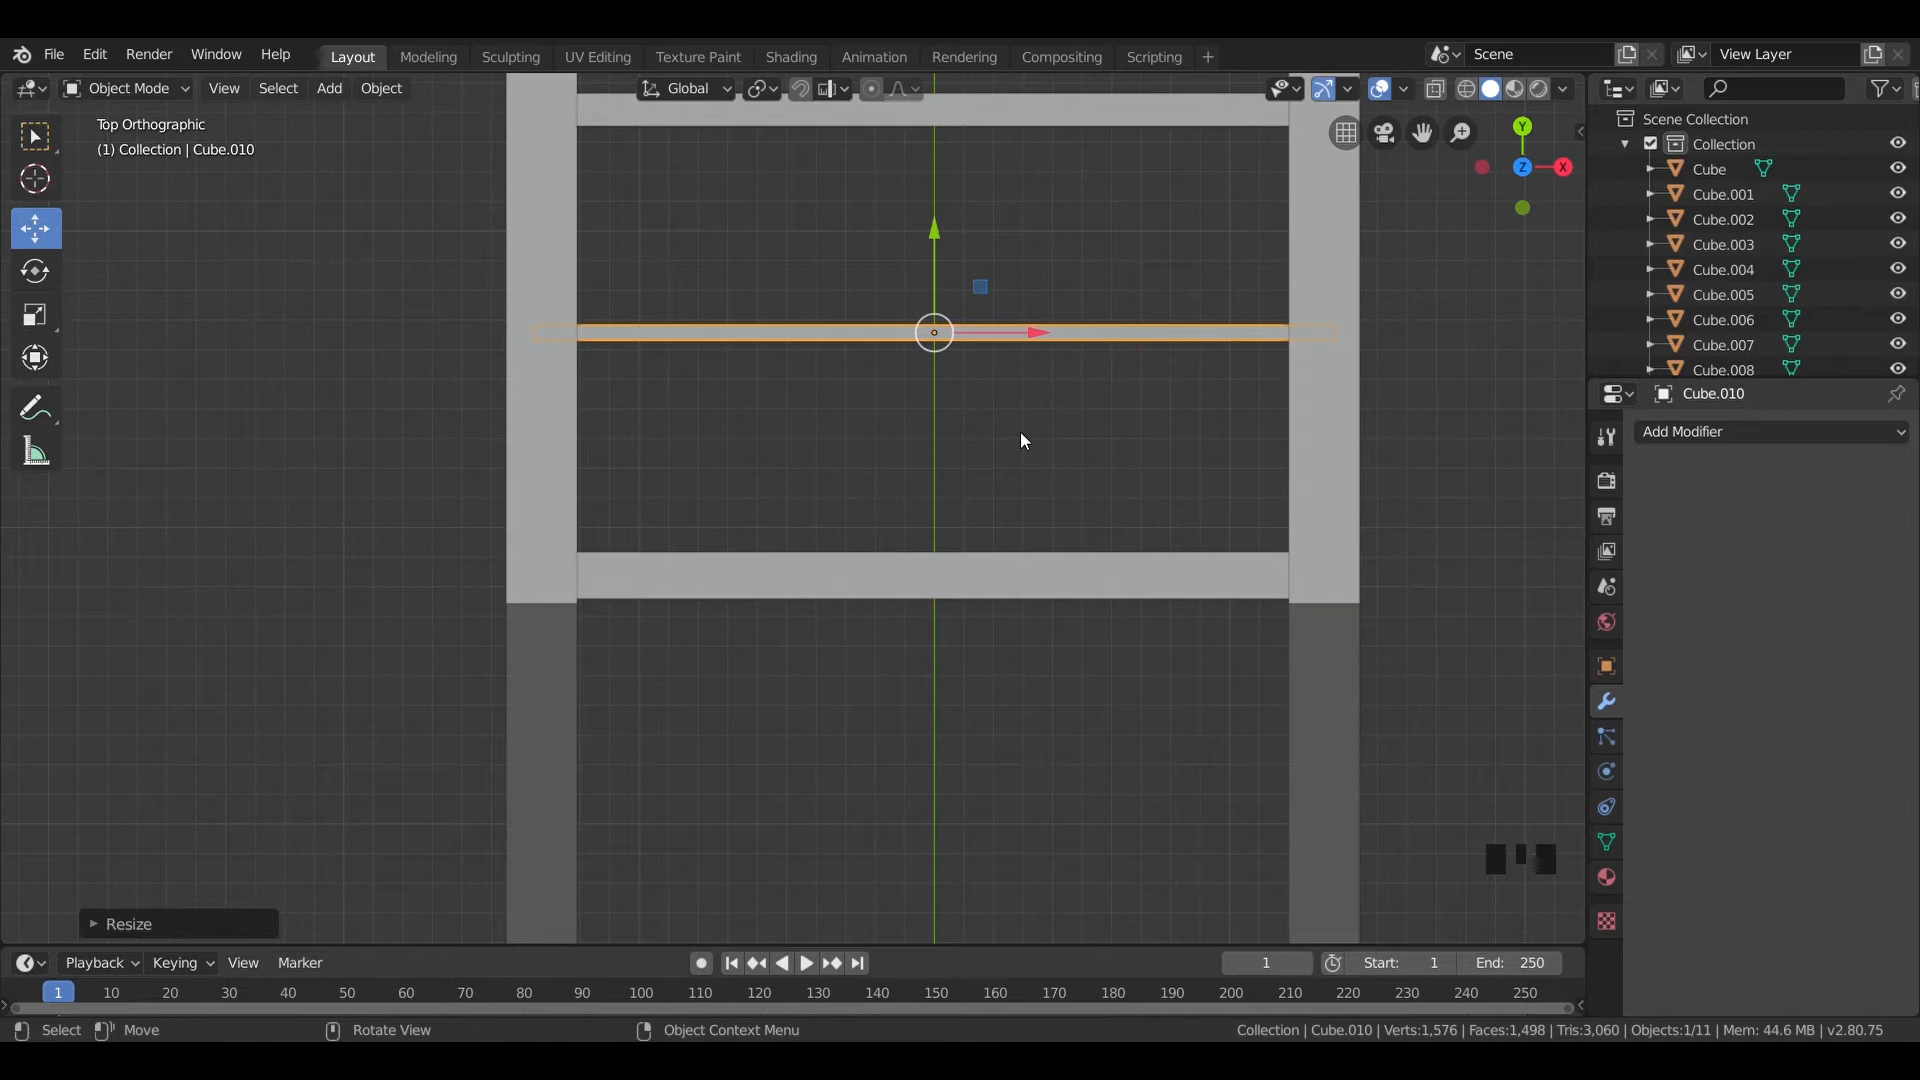 File Edit Render Window Help Layout Modeling Sculpting UV Editing Texture Paint Shading Animation Rendering Compositing Scripting + Scene View Layer
Object Mode View Select Add Object Global
Top Orthographic
(1) Collection | Cube.010
Y
Z
X
Scene Collection
Collection
Cube
Cube.001
Cube.002
Cube.003
Cube.004
Cube.005
Cube.006
Cube.007
Cube.008
Cube.010
Add Modifier
Resize
Playback Keying View Marker 1 Start: 1 End: 250
1 10 20 30 40 50 60 70 80 90 100 110 120 130 140 150 160 170 180 190 200 210 220 230 240 250
Select Move Rotate View Object Context Menu Collection | Cube.010 | Verts:1,576 | Faces:1,498 | Tris:3,060 | Objects:1/11 | Mem: 44.6 MB | v2.80.75